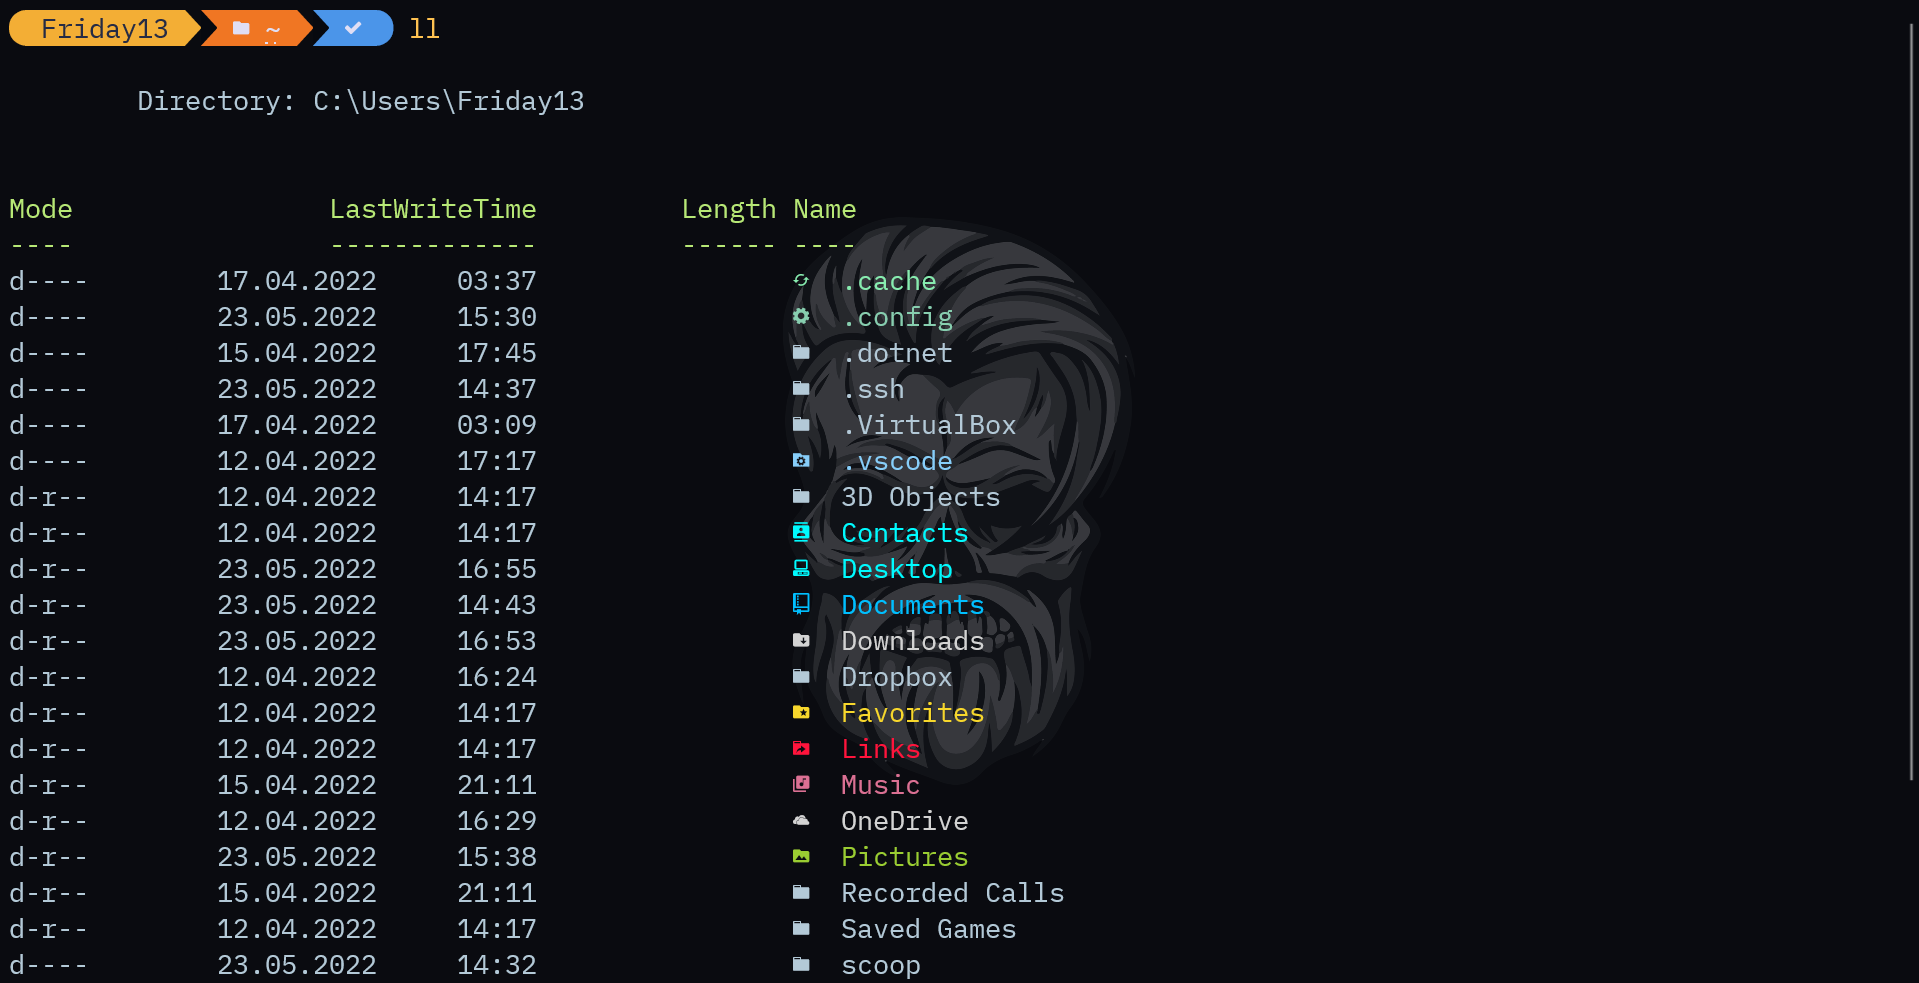 Friday13 ~ ll
Directory: C:\Users\Friday13
Mode LastWriteTime Length Name
---- ------------- ------ ----
d---- 17.04.2022 03:37 .cache
d---- 23.05.2022 15:30 .config
d---- 15.04.2022 17:45 .dotnet
d---- 23.05.2022 14:37 .ssh
d---- 17.04.2022 03:09 .VirtualBox
d---- 12.04.2022 17:17 .vscode
d-r-- 12.04.2022 14:17 3D Objects
d-r-- 12.04.2022 14:17 Contacts
d-r-- 23.05.2022 16:55 Desktop
d-r-- 23.05.2022 14:43 Documents
d-r-- 23.05.2022 16:53 Downloads
d-r-- 12.04.2022 16:24 Dropbox
d-r-- 12.04.2022 14:17 Favorites
d-r-- 12.04.2022 14:17 Links
d-r-- 15.04.2022 21:11 Music
d-r-- 12.04.2022 16:29 OneDrive
d-r-- 23.05.2022 15:38 Pictures
d-r-- 15.04.2022 21:11 Recorded Calls
d-r-- 12.04.2022 14:17 Saved Games
d---- 23.05.2022 14:32 scoop